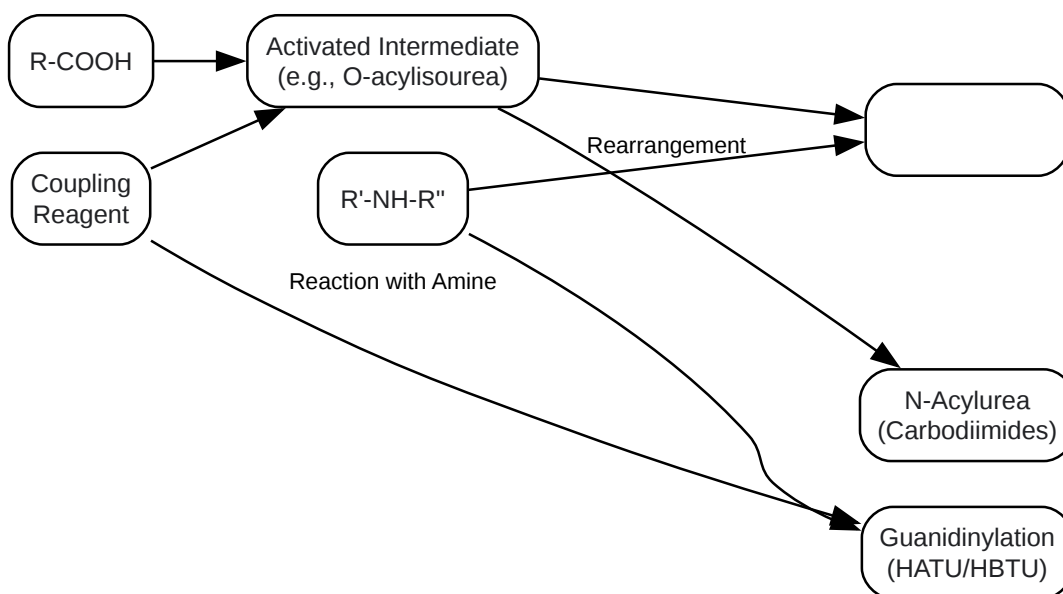 R-COOH
Activated Intermediate
(e.g., O-acylisourea)
Coupling
Reagent
Rearrangement
R'-NH-R"
Reaction with Amine
N-Acylurea
(Carbodiimides)
Guanidinylation
(HATU/HBTU)